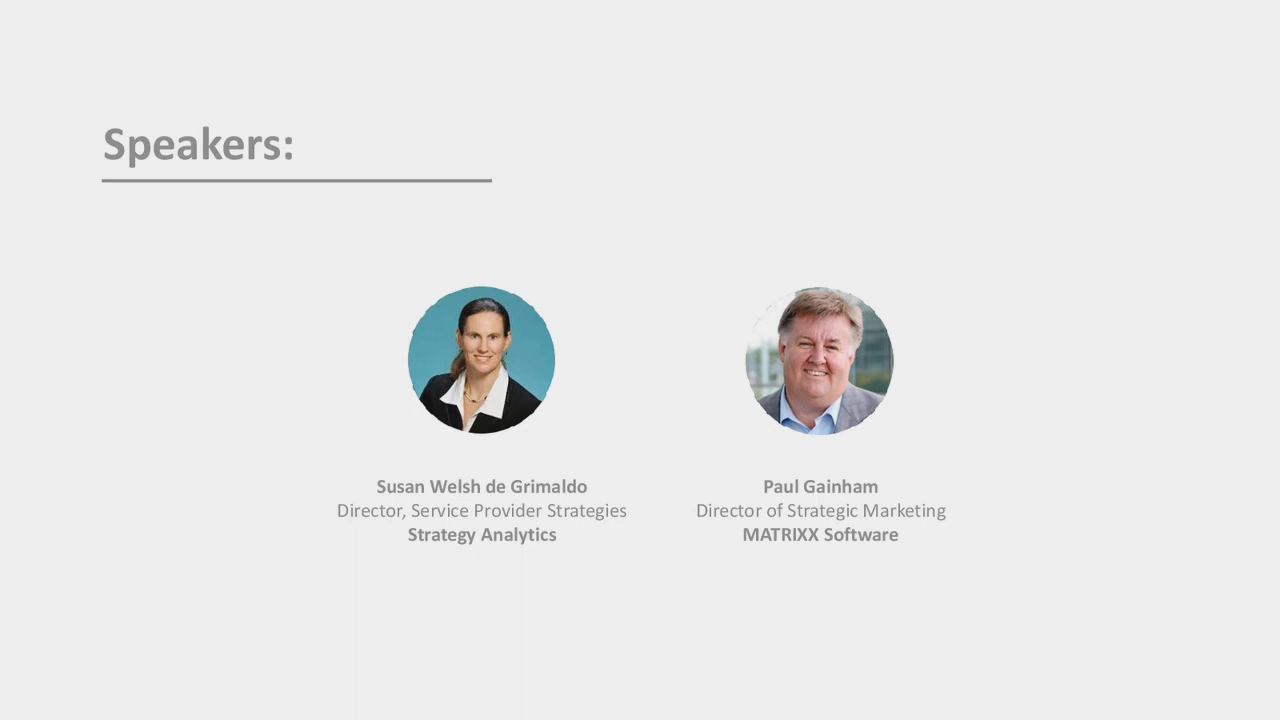 Speakers:
Susan Welsh de Grimaldo
Director, Service Provider Strategies
Strategy Analytics
Paul Gainham
Director of Strategic Marketing
MATRIXX Software